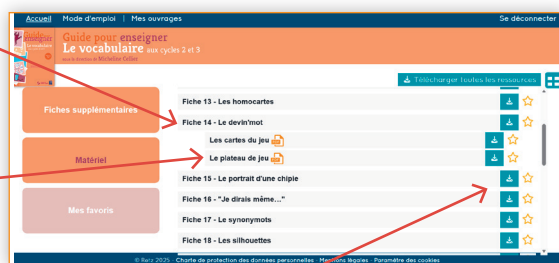 Accueil Mode d'emploi | Mes ouvrages Se déconnecter
Guide pour enseigner
Le vocabulaire aux cycles 2 et 3
Télécharger toutes les ressources
Fiches supplémentaires
Matériel
Mes favoris
Fiche 13 - Les homocartes
Fiche 14 - Le devin'mot
Les cartes du jeu
Le plateau de jeu
Fiche 15 - Le portrait d'une chipie
Fiche 16 - "Je dirais même..."
Fiche 17 - Le synonymots
Fiche 18 - Les silhouettes
© Retz 2025 - Charte de protection des données personnelles - Mentions légales - Paramètre des cookies